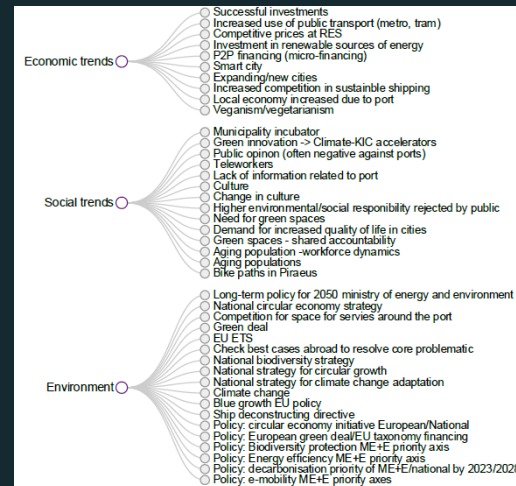 Economic trends
Successful investments
Increased use of public transport (metro, tram)
Competitive prices at RES
Investment in renewable sources of energy
P2P financing (micro-financing)
Smart city
Expanding/new cities
Increased competition in sustainble shipping
Local economy increased due to port
Veganism/vegetarianism
Social trends
Municipality incubator
Green innovation -> Climate-KIC accelerators
Public opinon (often negative against ports)
Teleworkers
Lack of information related to port
Culture
Change in culture
Higher environmental/social responibility rejected by public
Need for green spaces
Demand for increased quality of life in cities
Green spaces - shared accountability
Aging population -workforce dynamics
Aging populations
Bike paths in Piraeus
Environment
Long-term policy for 2050 ministry of energy and environment
National circular economy strategy
Competition for space for servies around the port
Green deal
EU ETS
Check best cases abroad to resolve core problematic
National biodiversity strategy
National strategy for circular growth
National strategy for climate change adaptation
Climate change
Blue growth EU policy
Ship deconstructing directive
Policy: circular economy initiative European/National
Policy: European green deal/EU taxonomy financing
Policy: Biodiversity protection ME+E priority axis
Policy: Energy efficiency ME+E priority axis
Policy: decarbonisation priority of ME+E/national by 2023/2028
Policy: e-mobility ME+E priority axes